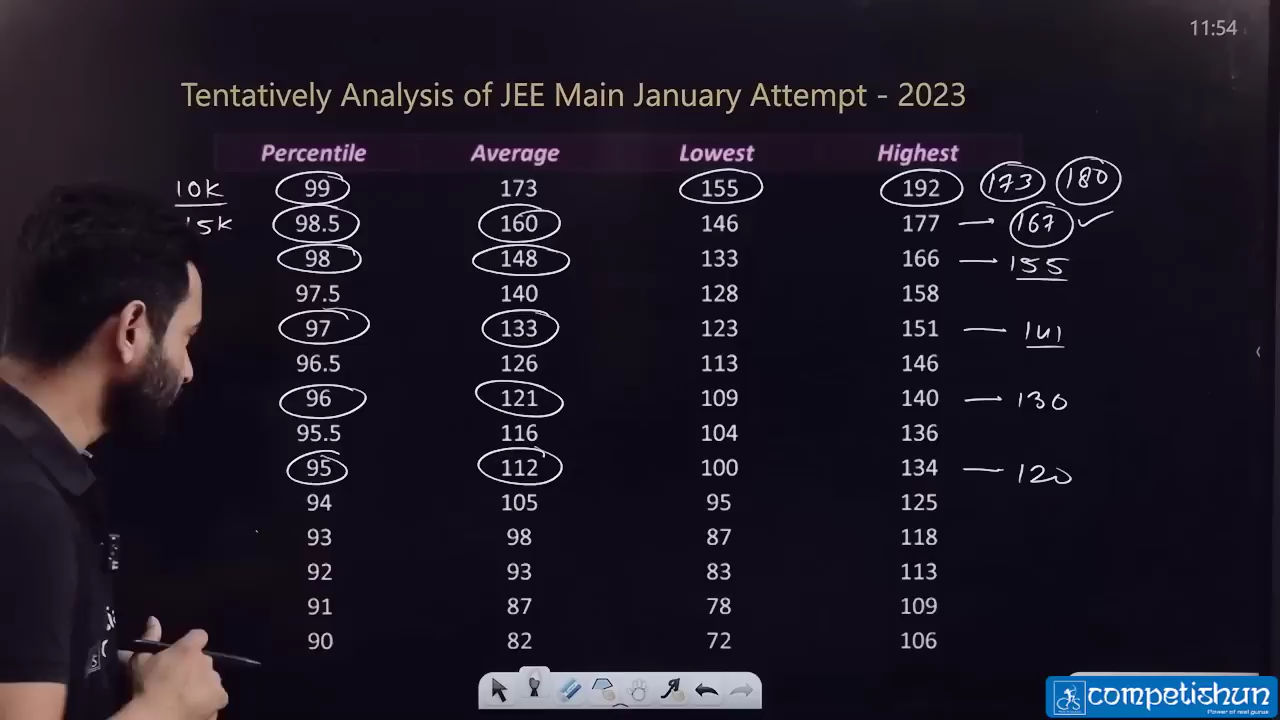 11:54
Tentatively Analysis of JEE Main January Attempt - 2023
Percentile Average Lowest Highest
10K 99 173 155 192 173 180
15K 98.5 160 146 177 → 167 ✓
98 148 133 166 → 155
97.5 140 128 158
97 133 123 151 — 141
96.5 126 113 146
96 121 109 140 — 130
95.5 116 104 136
95 112 100 134 — 120
94 105 95 125
93 98 87 118
92 93 83 113
91 87 78 109
90 82 72 106
competishun
Power of real gurus